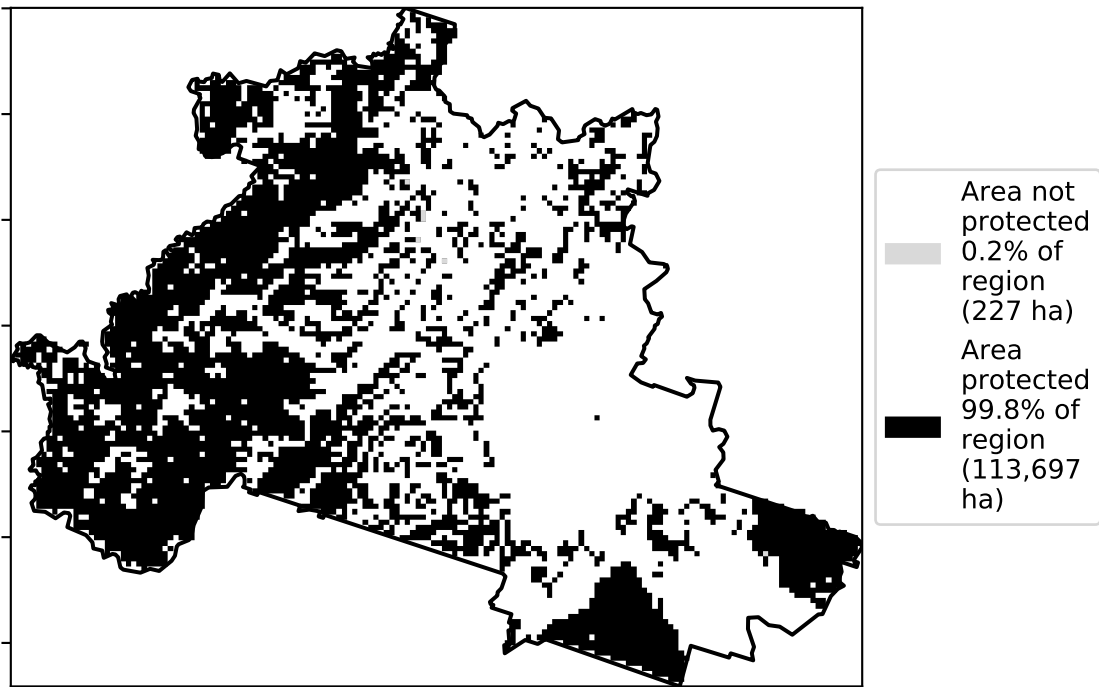 Area not
protected
0.2% of
region
(227 ha)
Area
protected
99.8% of
region
(113,697
ha)